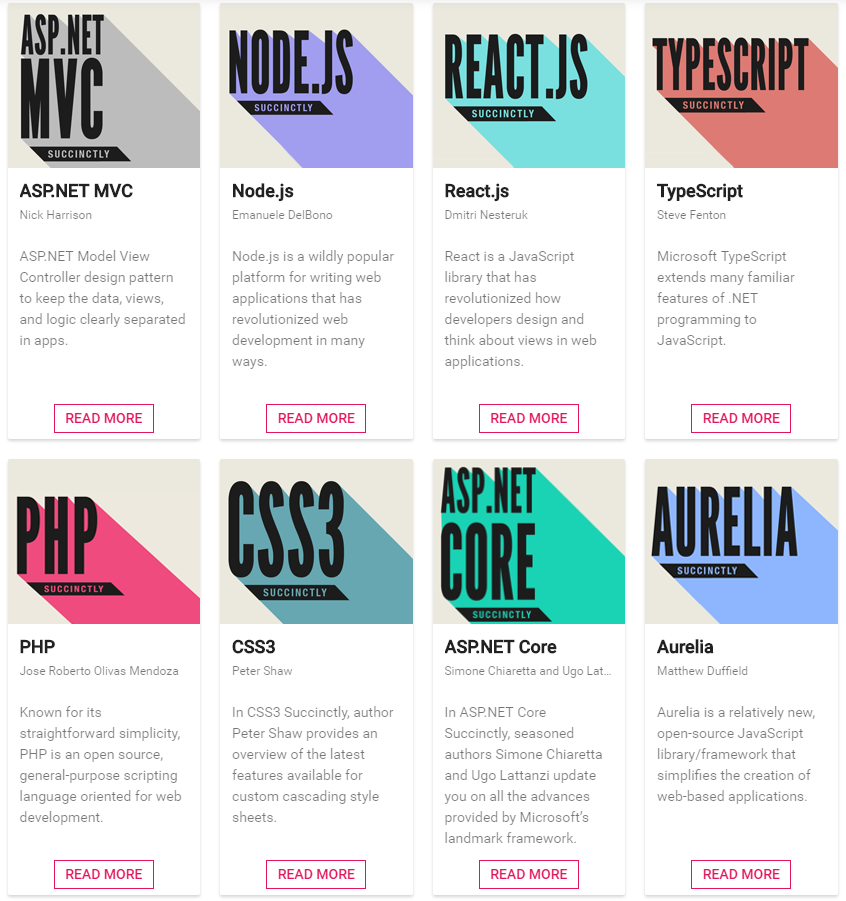 ASP.NET
MVC
SUCCINCTLY
ASP.NET MVC
Nick Harrison
ASP.NET Model View
Controller design pattern
to keep the data, views,
and logic clearly separated
in apps.
READ MORE
NODE.JS
SUCCINCTLY
Node.js
Emanuele DelBono
Node.js is a wildly popular
platform for writing web
applications that has
revolutionized web
development in many
ways.
READ MORE
REACT.JS
SUCCINCTLY
React.js
Dmitri Nesteruk
React is a JavaScript
library that has
revolutionized how
developers design and
think about views in web
applications.
READ MORE
TYPESCRIPT
SUCCINCTLY
TypeScript
Steve Fenton
Microsoft TypeScript
extends many familiar
features of .NET
programming to
JavaScript.
READ MORE
PHP
SUCCINCTLY
PHP
Jose Roberto Olivas Mendoza
Known for its
straightforward simplicity,
PHP is an open source,
general-purpose scripting
language oriented for web
development.
READ MORE
CSS3
SUCCINCTLY
CSS3
Peter Shaw
In CSS3 Succinctly, author
Peter Shaw provides an
overview of the latest
features available for
custom cascading style
sheets.
READ MORE
ASP.NET
CORE
SUCCINCTLY
ASP.NET Core
Simone Chiaretta and Ugo Lat...
In ASP.NET Core
Succinctly, seasoned
authors Simone Chiaretta
and Ugo Lattanzi update
you on all the advances
provided by Microsoft’s
landmark framework.
READ MORE
AURELIA
SUCCINCTLY
Aurelia
Matthew Duffield
Aurelia is a relatively new,
open-source JavaScript
library/framework that
simplifies the creation of
web-based applications.
READ MORE